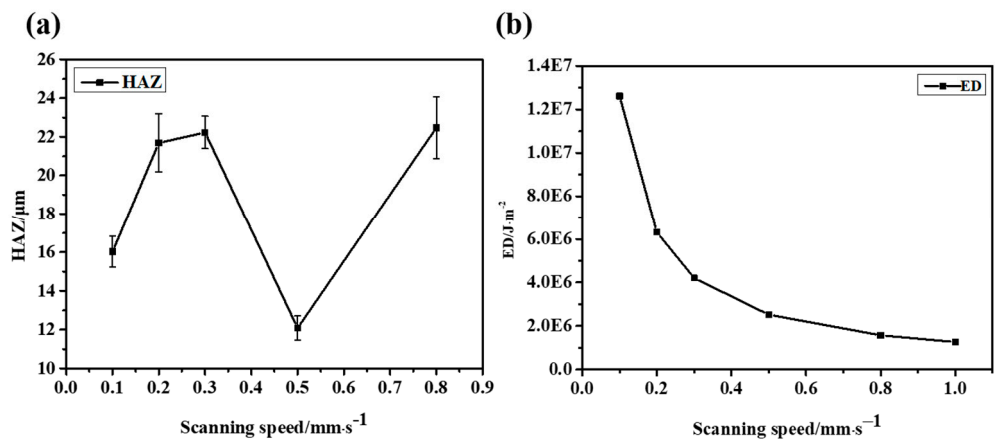 (a)
26
24
22
20
18
16
14
12
10
HAZ/μm
HAZ
0.0 0.1 0.2 0.3 0.4 0.5 0.6 0.7 0.8 0.9
Scanning speed/mm·s-1
(b)
1.4E7
1.2E7
1.0E7
8.0E6
6.0E6
4.0E6
2.0E6
0.0
ED/J·m-2
ED
0.0 0.2 0.4 0.6 0.8 1.0
Scanning speed/mm·s−1